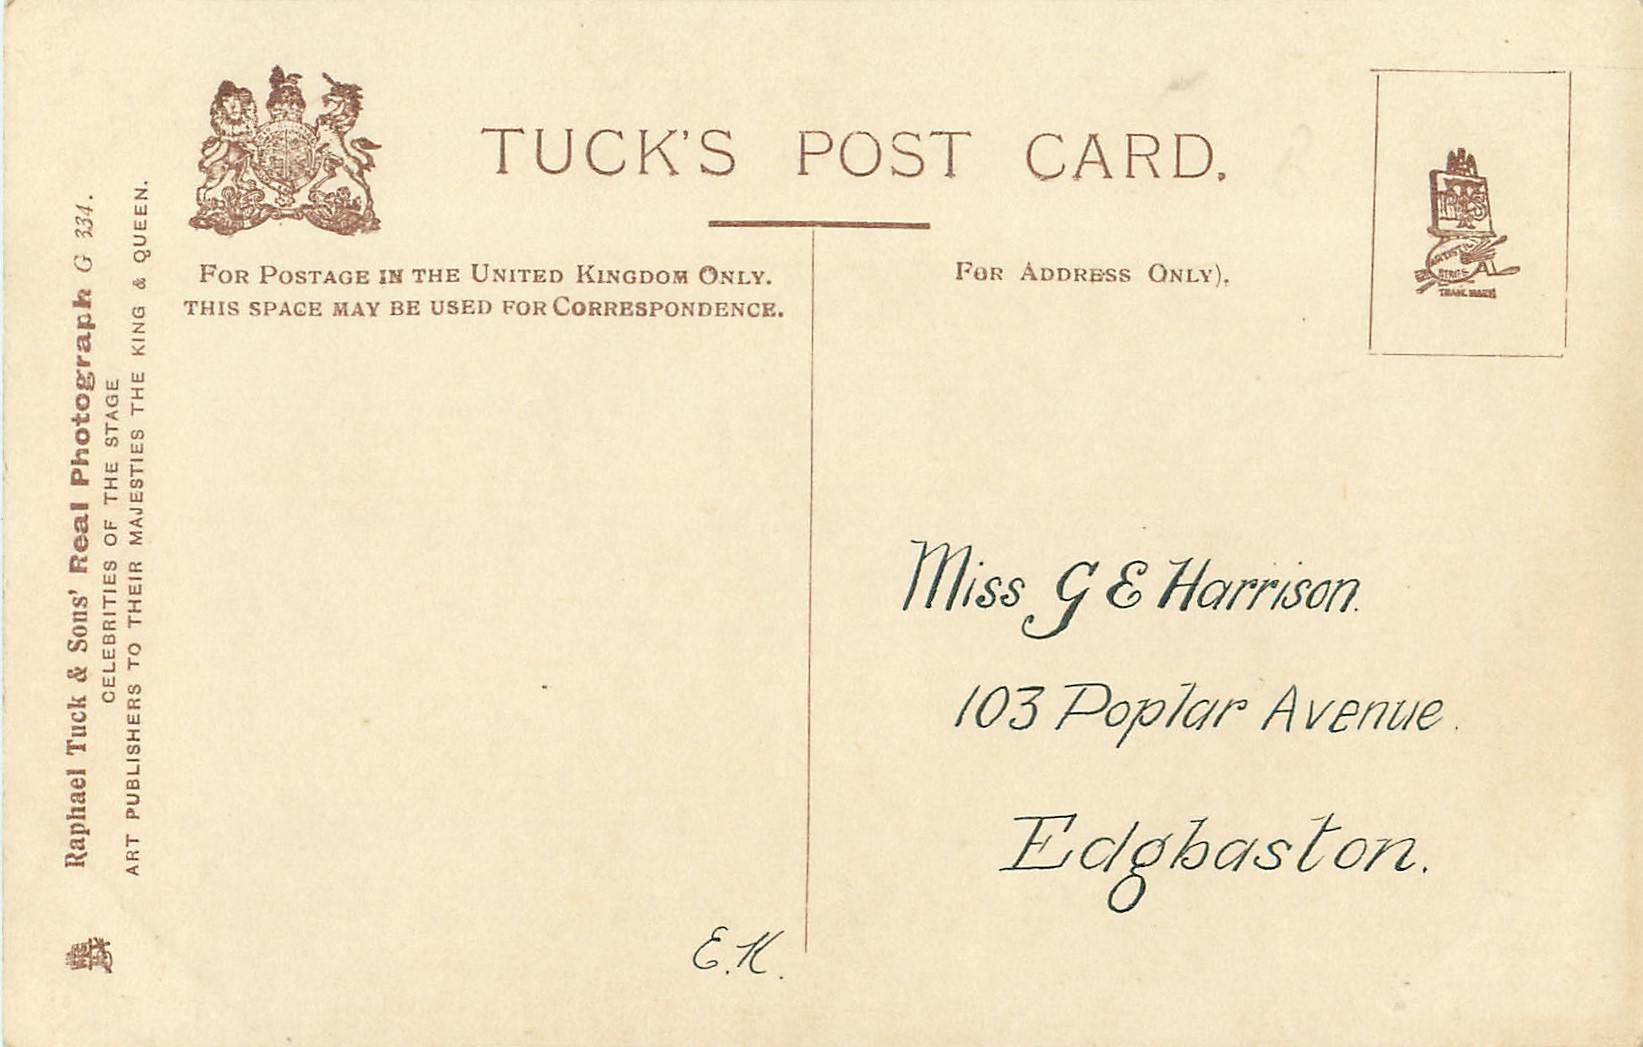 TUCK'S POST CARD.
FOR POSTAGE IN THE UNITED KINGDOM ONLY.
THIS SPACE MAY BE USED FOR CORRESPONDENCE.
FOR ADDRESS ONLY).
TRADE MARK
Raphael Tuck & Sons' Real Photograph G 334.
CELEBRITIES OF THE STAGE
ART PUBLISHERS TO THEIR MAJESTIES THE KING & QUEEN.
Miss G E Harrison.
103 Poplar Avenue.
Edgbaston.
E.K.